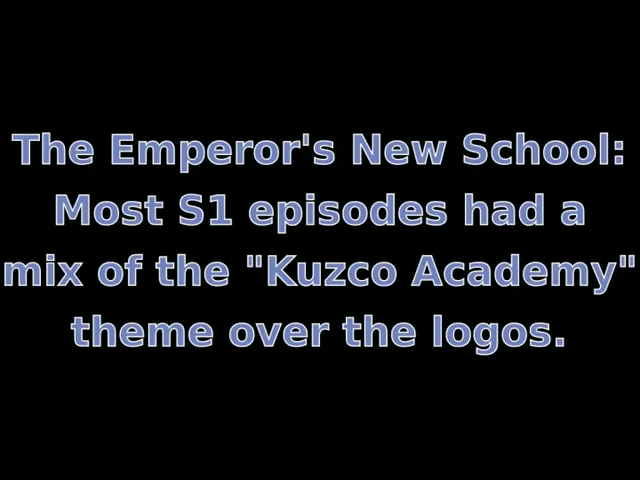 The Emperor's New School:
Most S1 episodes had a
mix of the "Kuzco Academy"
theme over the logos.